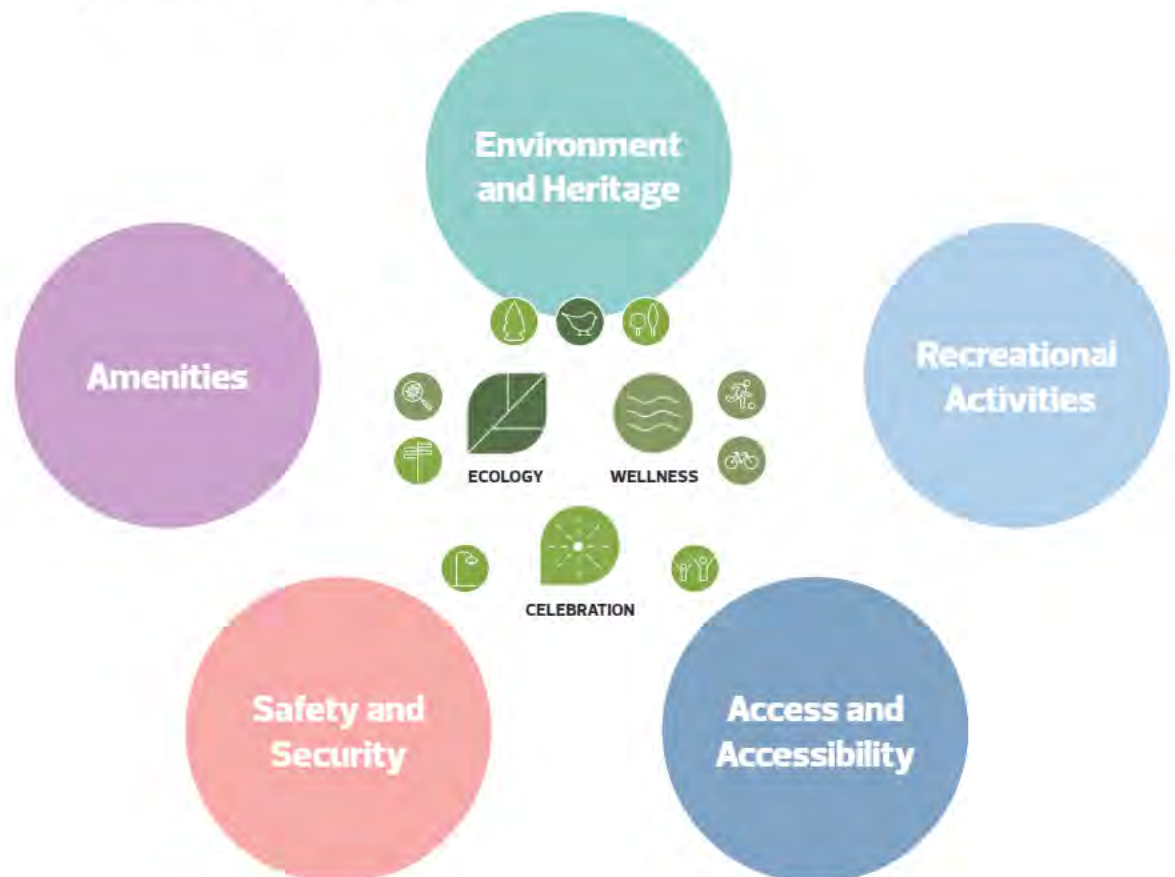 Environment
and Heritage
Amenities
Recreational
Activities
ECOLOGY
WELLNESS
CELEBRATION
Safety and
Security
Access and
Accessibility